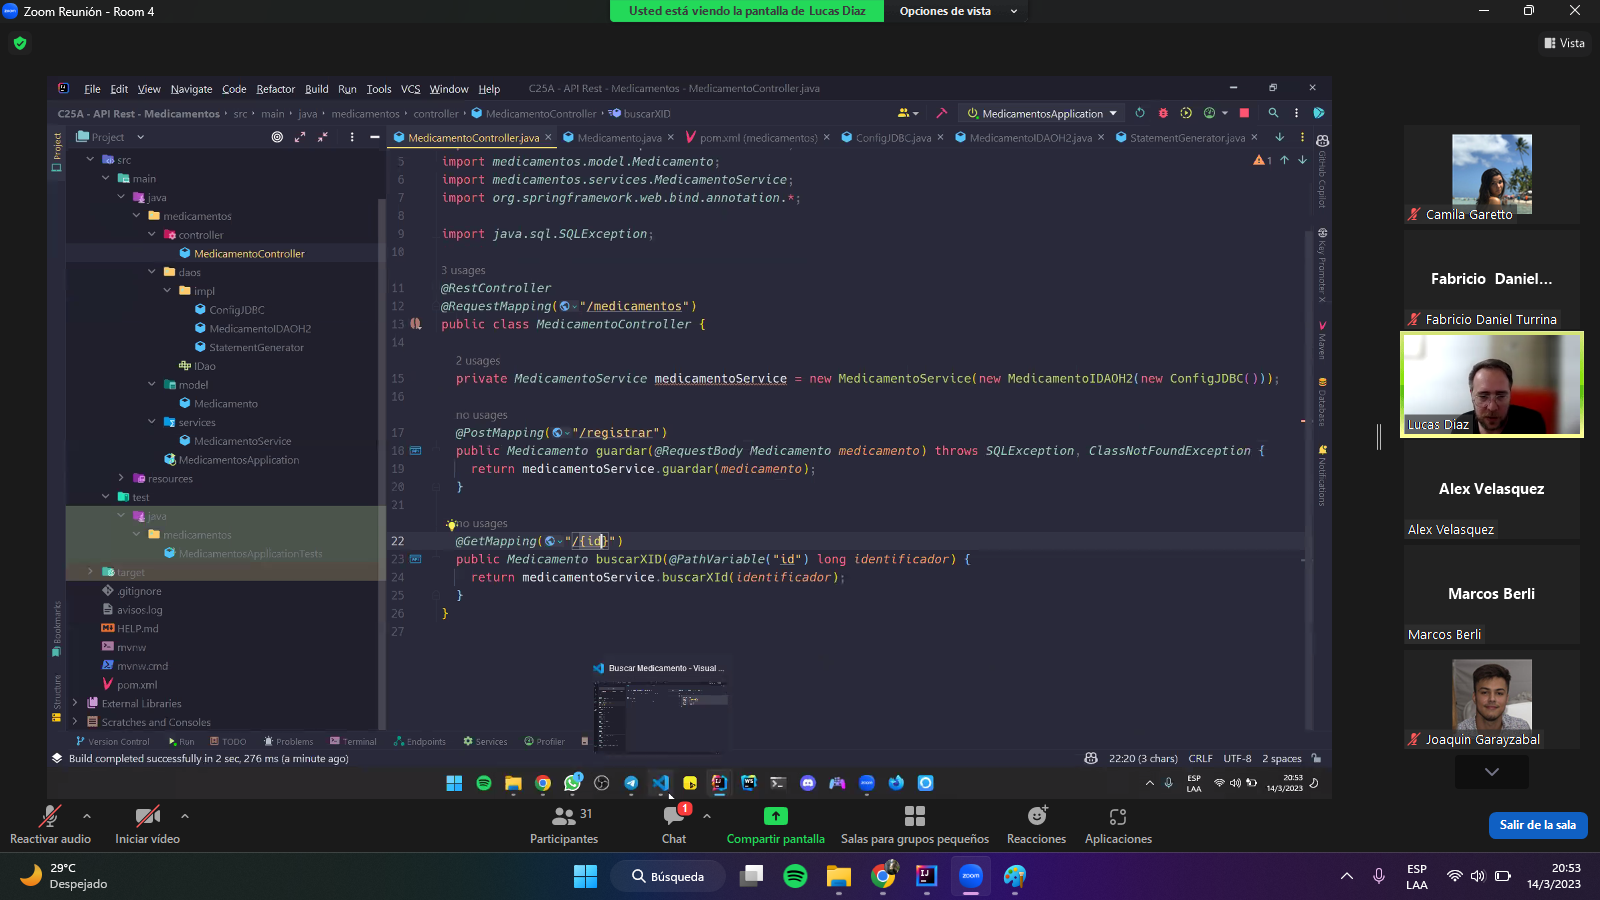 Zoom Reunión - Room 4
Usted está viendo la pantalla de Lucas Diaz
Opciones de vista
Vista
File Edit View Navigate Code Refactor Build Run Tools VCS Window Help C25A - API Rest - Medicamentos - MedicamentoController.java
C25A - API Rest - Medicamentos src main java medicamentos controller MedicamentoController buscarXID
MedicamentosApplication
Project
MedicamentoController.java Medicamento.java pom.xml (medicamentos) ConfigJDBC.java MedicamentoIDAOH2.java StatementGenerator.java
Project
src
main
java
medicamentos
controller
MedicamentoController
daos
impl
ConfigJDBC
MedicamentoIDAOH2
StatementGenerator
IDao
model
Medicamento
services
MedicamentoService
MedicamentosApplication
resources
test
java
medicamentos
MedicamentosApplicationTests
target
.gitignore
avisos.log
HELP.md
mvnw
mvnw.cmd
pom.xml
External Libraries
Scratches and Consoles
Bookmarks
Structure
5 import medicamentos.model.Medicamento;
6 import medicamentos.services.MedicamentoService;
7 import org.springframework.web.bind.annotation.*;
8
9 import java.sql.SQLException;
10
3 usages
11 @RestController
12 @RequestMapping("/medicamentos")
13 public class MedicamentoController {
14
2 usages
15 private MedicamentoService medicamentoService = new MedicamentoService(new MedicamentoIDAOH2(new ConfigJDBC()));
16
no usages
17 @PostMapping("/registrar")
18 public Medicamento guardar(@RequestBody Medicamento medicamento) throws SQLException, ClassNotFoundException {
19 return medicamentoService.guardar(medicamento);
20 }
21
no usages
22 @GetMapping("/{id}")
23 public Medicamento buscarXID(@PathVariable("id") long identificador) {
24 return medicamentoService.buscarXId(identificador);
25 }
26 }
27
1
GitHub Copilot
Key Promoter X
Maven
Database
Notifications
Buscar Medicamento - Visual ...
Version Control Run TODO Problems Terminal Endpoints Services Profiler
Build completed successfully in 2 sec, 276 ms (a minute ago)
22:20 (3 chars) CRLF UTF-8 2 spaces
ESP
LAA
20:53
14/3/2023
Camila Garetto
Fabricio Daniel...
Fabricio Daniel Turrina
Lucas Diaz
Alex Velasquez
Alex Velasquez
Marcos Berli
Marcos Berli
Joaquín Garayzabal
Reactivar audio
Iniciar vídeo
31
Participantes
1
Chat
Compartir pantalla
Salas para grupos pequeños
Reacciones
Aplicaciones
Salir de la sala
29°C
Despejado
Búsqueda
ESP
LAA
20:53
14/3/2023